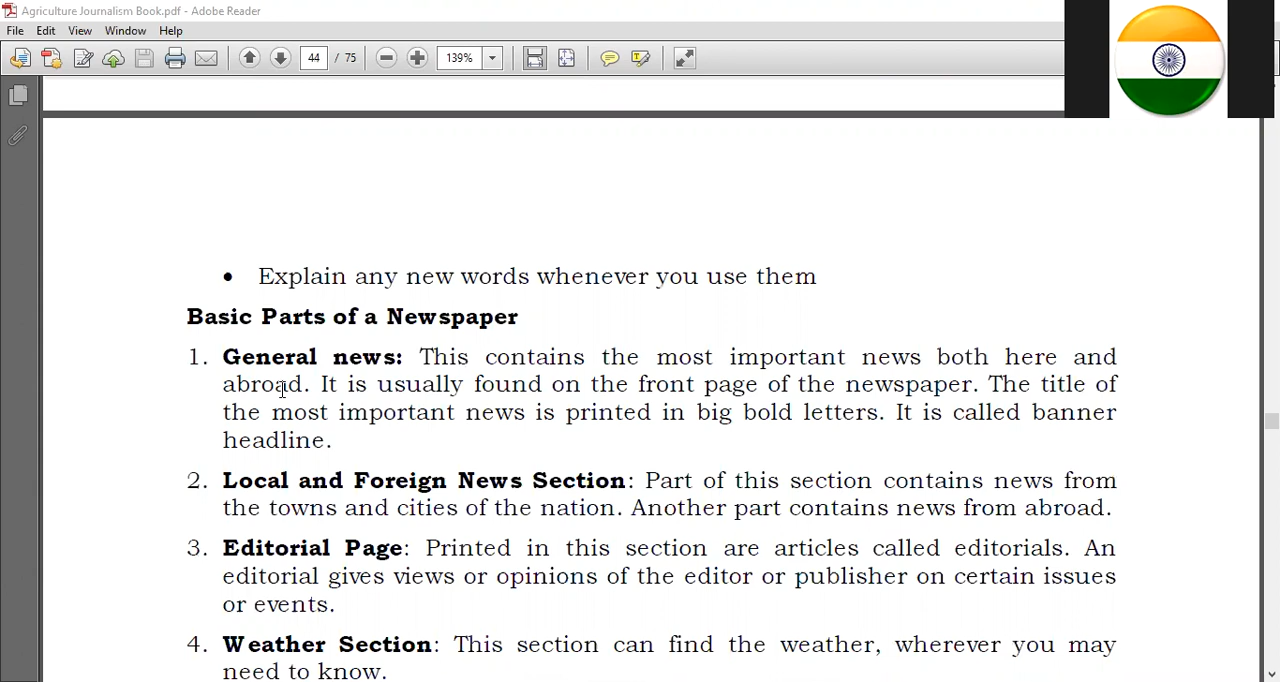 Agriculture Journalism Book.pdf - Adobe Reader
File Edit View Window Help
44 / 75 139%
• Explain any new words whenever you use them
Basic Parts of a Newspaper
1. General news: This contains the most important news both here and
abroad. It is usually found on the front page of the newspaper. The title of
the most important news is printed in big bold letters. It is called banner
headline.
2. Local and Foreign News Section: Part of this section contains news from
the towns and cities of the nation. Another part contains news from abroad.
3. Editorial Page: Printed in this section are articles called editorials. An
editorial gives views or opinions of the editor or publisher on certain issues
or events.
4. Weather Section: This section can find the weather, wherever you may
need to know.